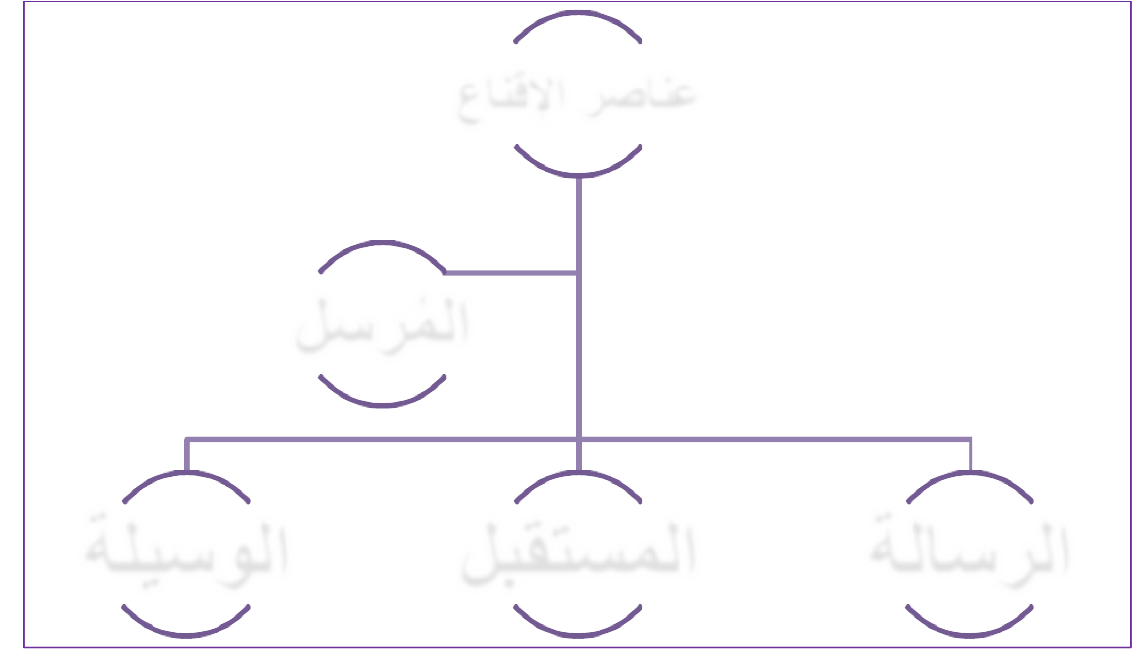 عناصر الإقناع
المُرسل
الرسالة
المستقبل
الوسيلة